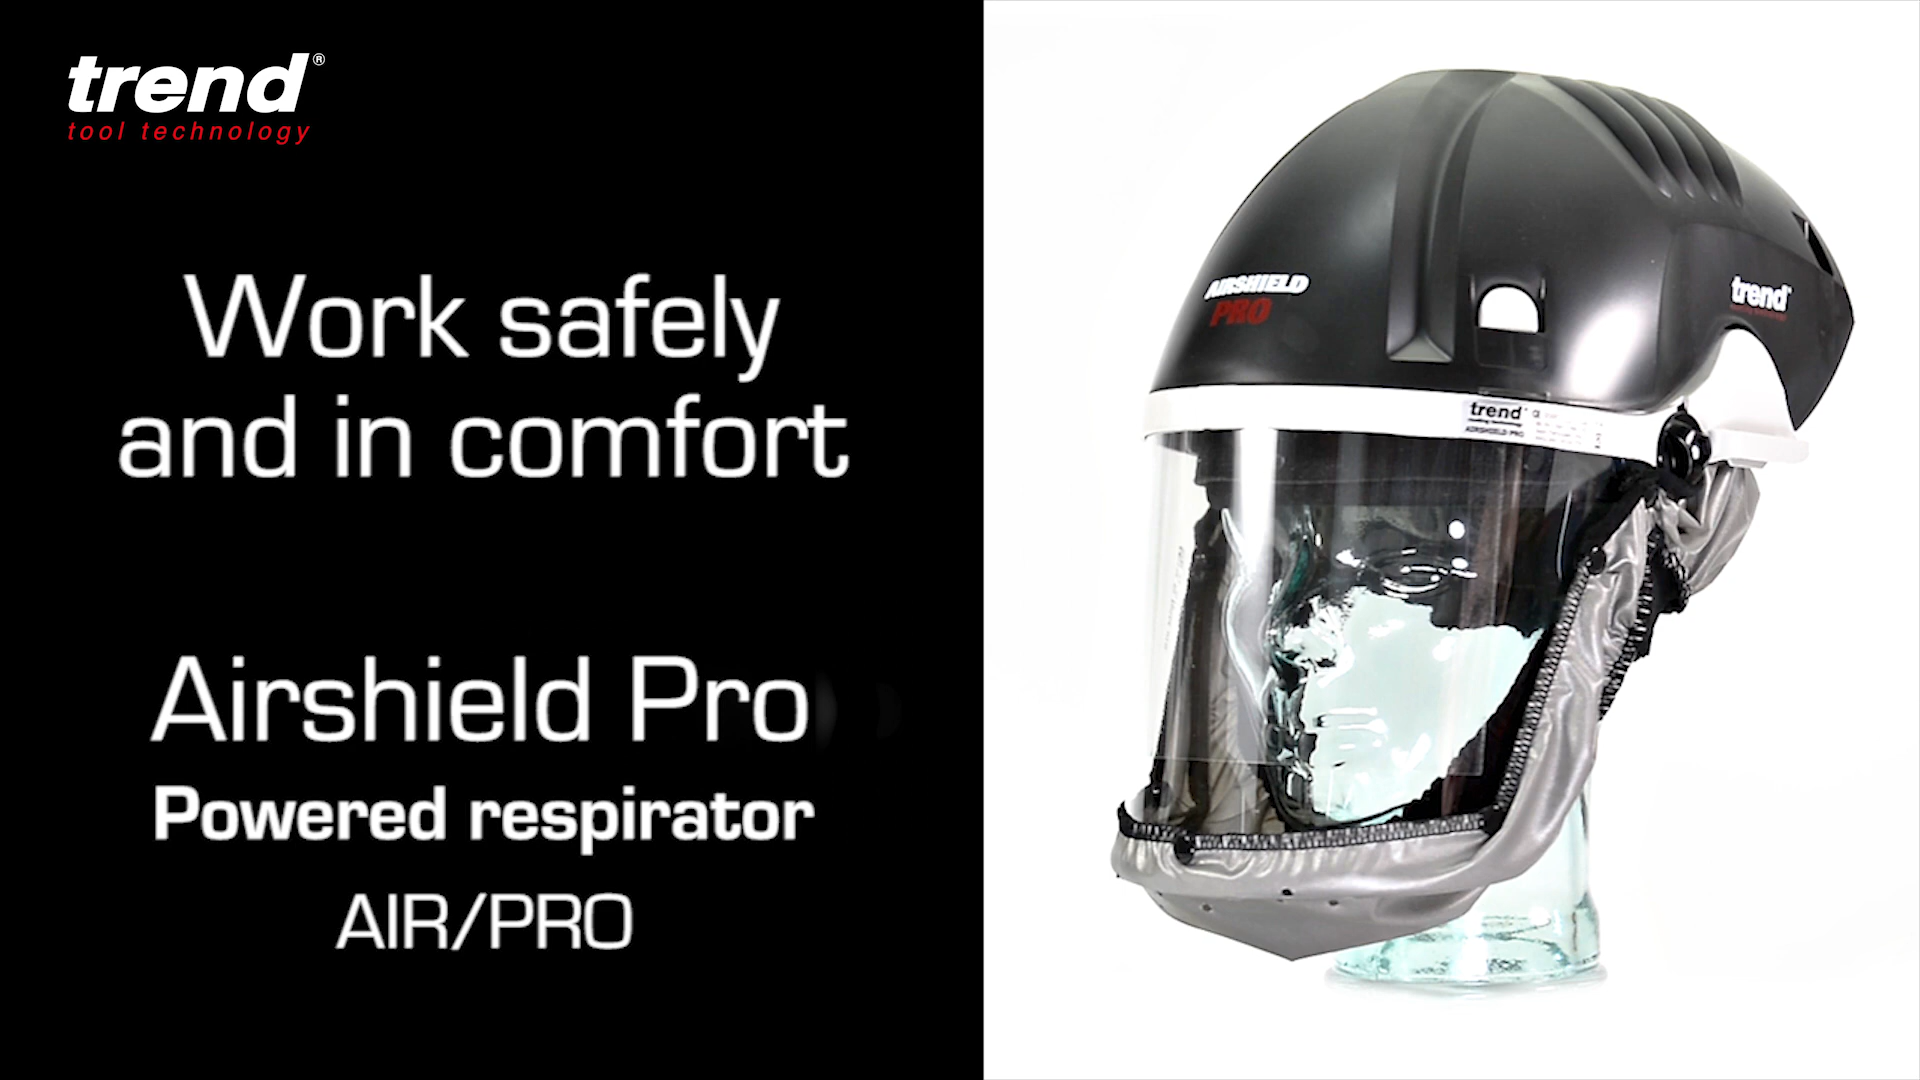 trend®
tool technology
Work safely
and in comfort
Airshield Pro
Powered respirator
AIR/PRO
AIRSHIELD
PRO
trend
trend
AIRSHIELD PRO